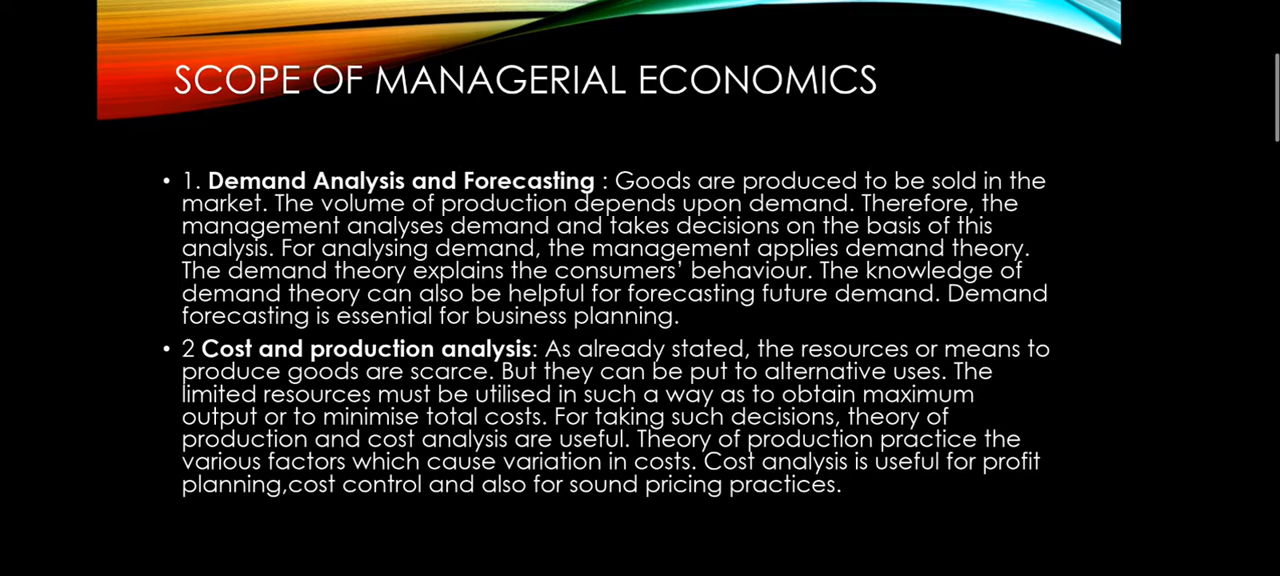 SCOPE OF MANAGERIAL ECONOMICS
• 1. Demand Analysis and Forecasting : Goods are produced to be sold in the
market. The volume of production depends upon demand. Therefore, the
management analyses demand and takes decisions on the basis of this
analysis. For analysing demand, the management applies demand theory.
The demand theory explains the consumers’ behaviour. The knowledge of
demand theory can also be helpful for forecasting future demand. Demand
forecasting is essential for business planning.
• 2 Cost and production analysis: As already stated, the resources or means to
produce goods are scarce. But they can be put to alternative uses. The
limited resources must be utilised in such a way as to obtain maximum
output or to minimise total costs. For taking such decisions, theory of
production and cost analysis are useful. Theory of production practice the
various factors which cause variation in costs. Cost analysis is useful for profit
planning,cost control and also for sound pricing practices.